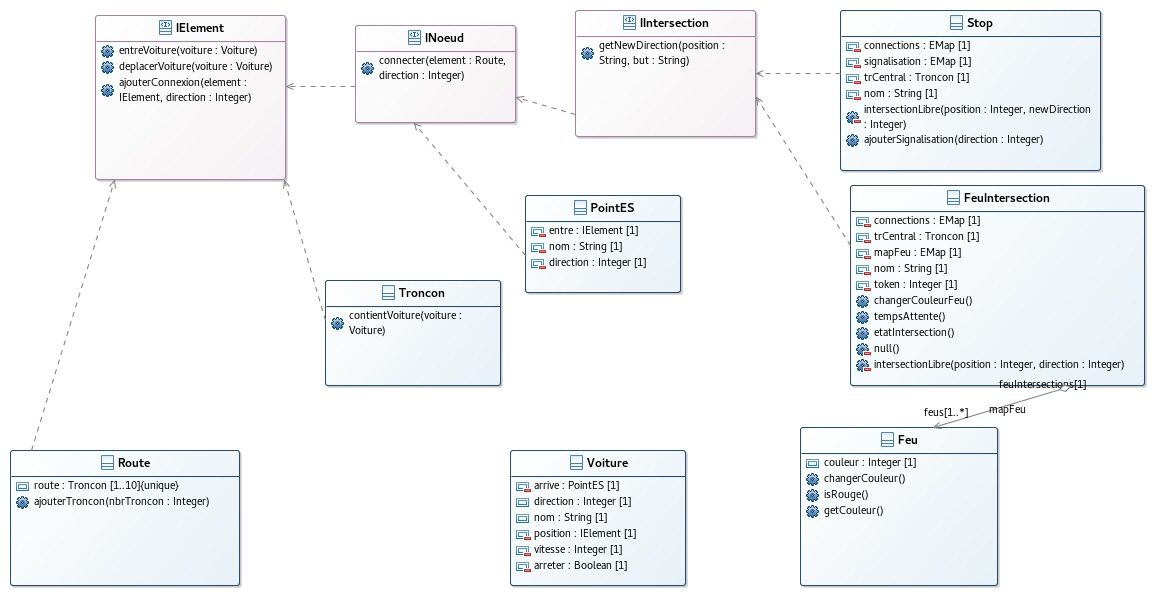 IElement
entreVoiture(voiture : Voiture)
deplacerVoiture(voiture : Voiture)
ajouterConnexion(element :
IElement, direction : Integer)
INoeud
connecter(element : Route,
direction : Integer)
IIntersection
getNewDirection(position :
String, but : String)
Stop
connections : EMap [1]
signalisation : EMap [1]
trCentral : Troncon [1]
nom : String [1]
intersectionLibre(position : Integer, newDirection
: Integer)
ajouterSignalisation(direction : Integer)
PointES
entre : IElement [1]
nom : String [1]
direction : Integer [1]
FeuIntersection
connections : EMap [1]
trCentral : Troncon [1]
mapFeu : EMap [1]
nom : String [1]
token : Integer [1]
changerCouleurFeu()
tempsAttente()
etatIntersection()
null()
intersectionLibre(position : Integer, direction : Integer)
Troncon
contientVoiture(voiture :
Voiture)
feuIntersections[1]
feus[1..*]
mapFeu
Route
route : Troncon [1..10]{unique}
ajouterTroncon(nbrTroncon : Integer)
Voiture
arrive : PointES [1]
direction : Integer [1]
nom : String [1]
position : IElement [1]
vitesse : Integer [1]
arreter : Boolean [1]
Feu
couleur : Integer [1]
changerCouleur()
isRouge()
getCouleur()